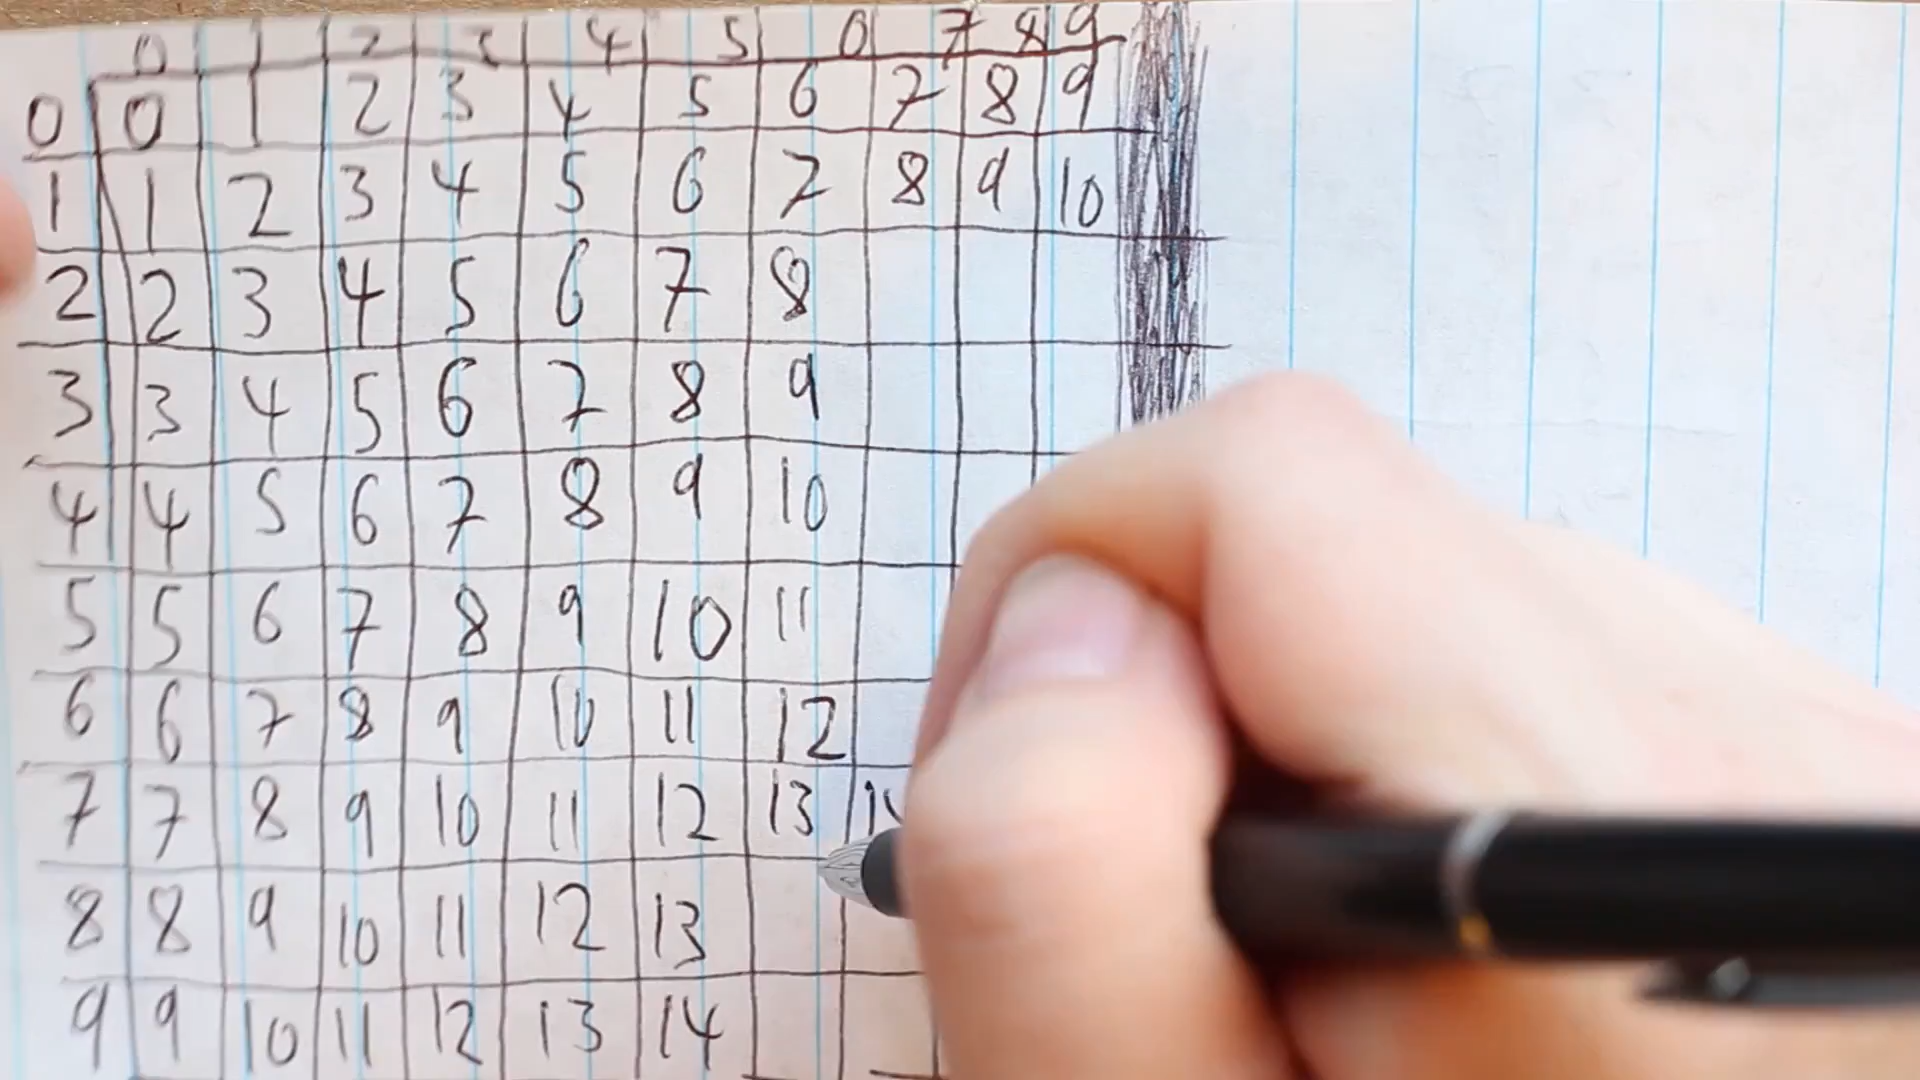 0 1 2 3 4 5 6 7 8 9
0 0 1 2 3 4 5 6 7 8 9
1 1 2 3 4 5 6 7 8 9 10
2 2 3 4 5 6 7 8
3 3 4 5 6 7 8 9
4 4 5 6 7 8 9 10
5 5 6 7 8 9 10 11
6 6 7 8 9 10 11 12
7 7 8 9 10 11 12 13
8 8 9 10 11 12 13
9 9 10 11 12 13 14